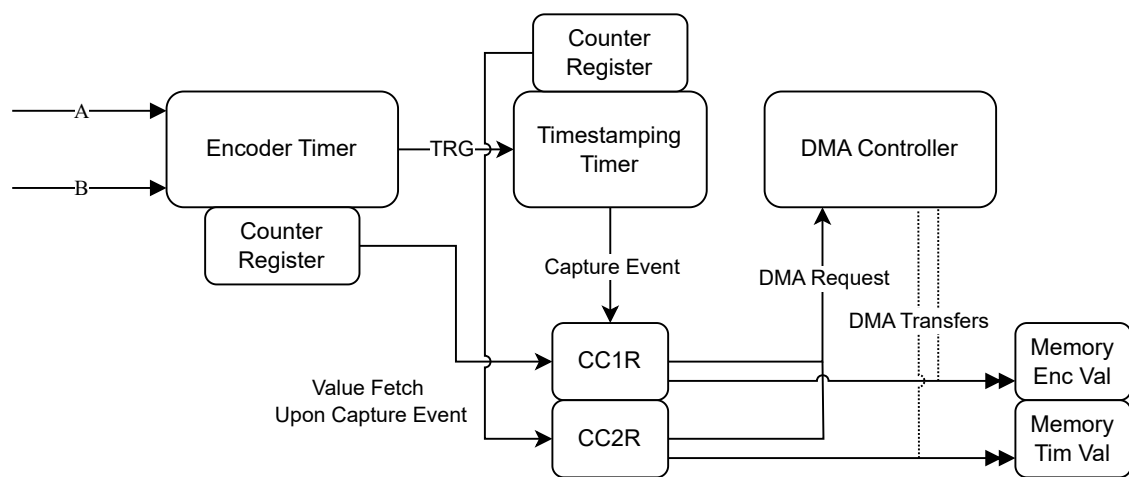 Counter
Register
A
Encoder Timer
TRG
Timestamping
Timer
DMA Controller
B
Counter
Register
Capture Event
DMA Request
DMA Transfers
CC1R
Memory
Enc Val
Value Fetch
Upon Capture Event
CC2R
Memory
Tim Val